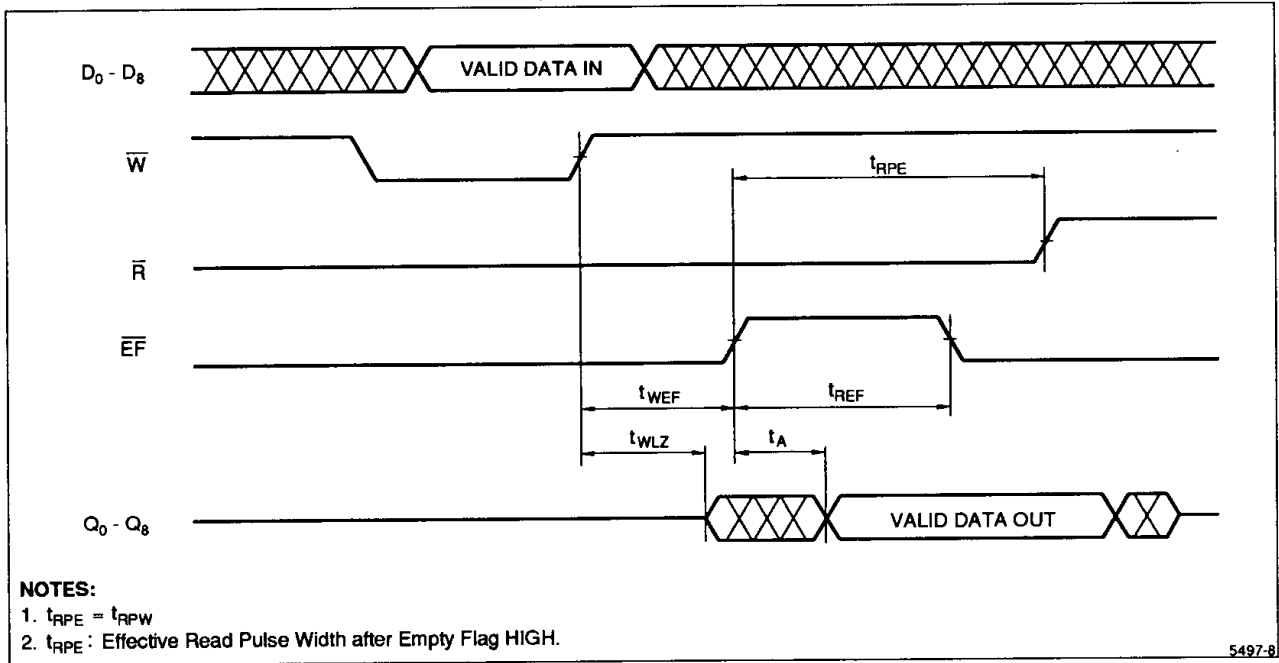 D0 - D8
VALID DATA IN
W
tRPE
R
EF
tWEF
tREF
tWLZ
tA
Q0 - Q8
VALID DATA OUT
NOTES:
1. tRPE = tRPW
2. tRPE : Effective Read Pulse Width after Empty Flag HIGH.
5497-8